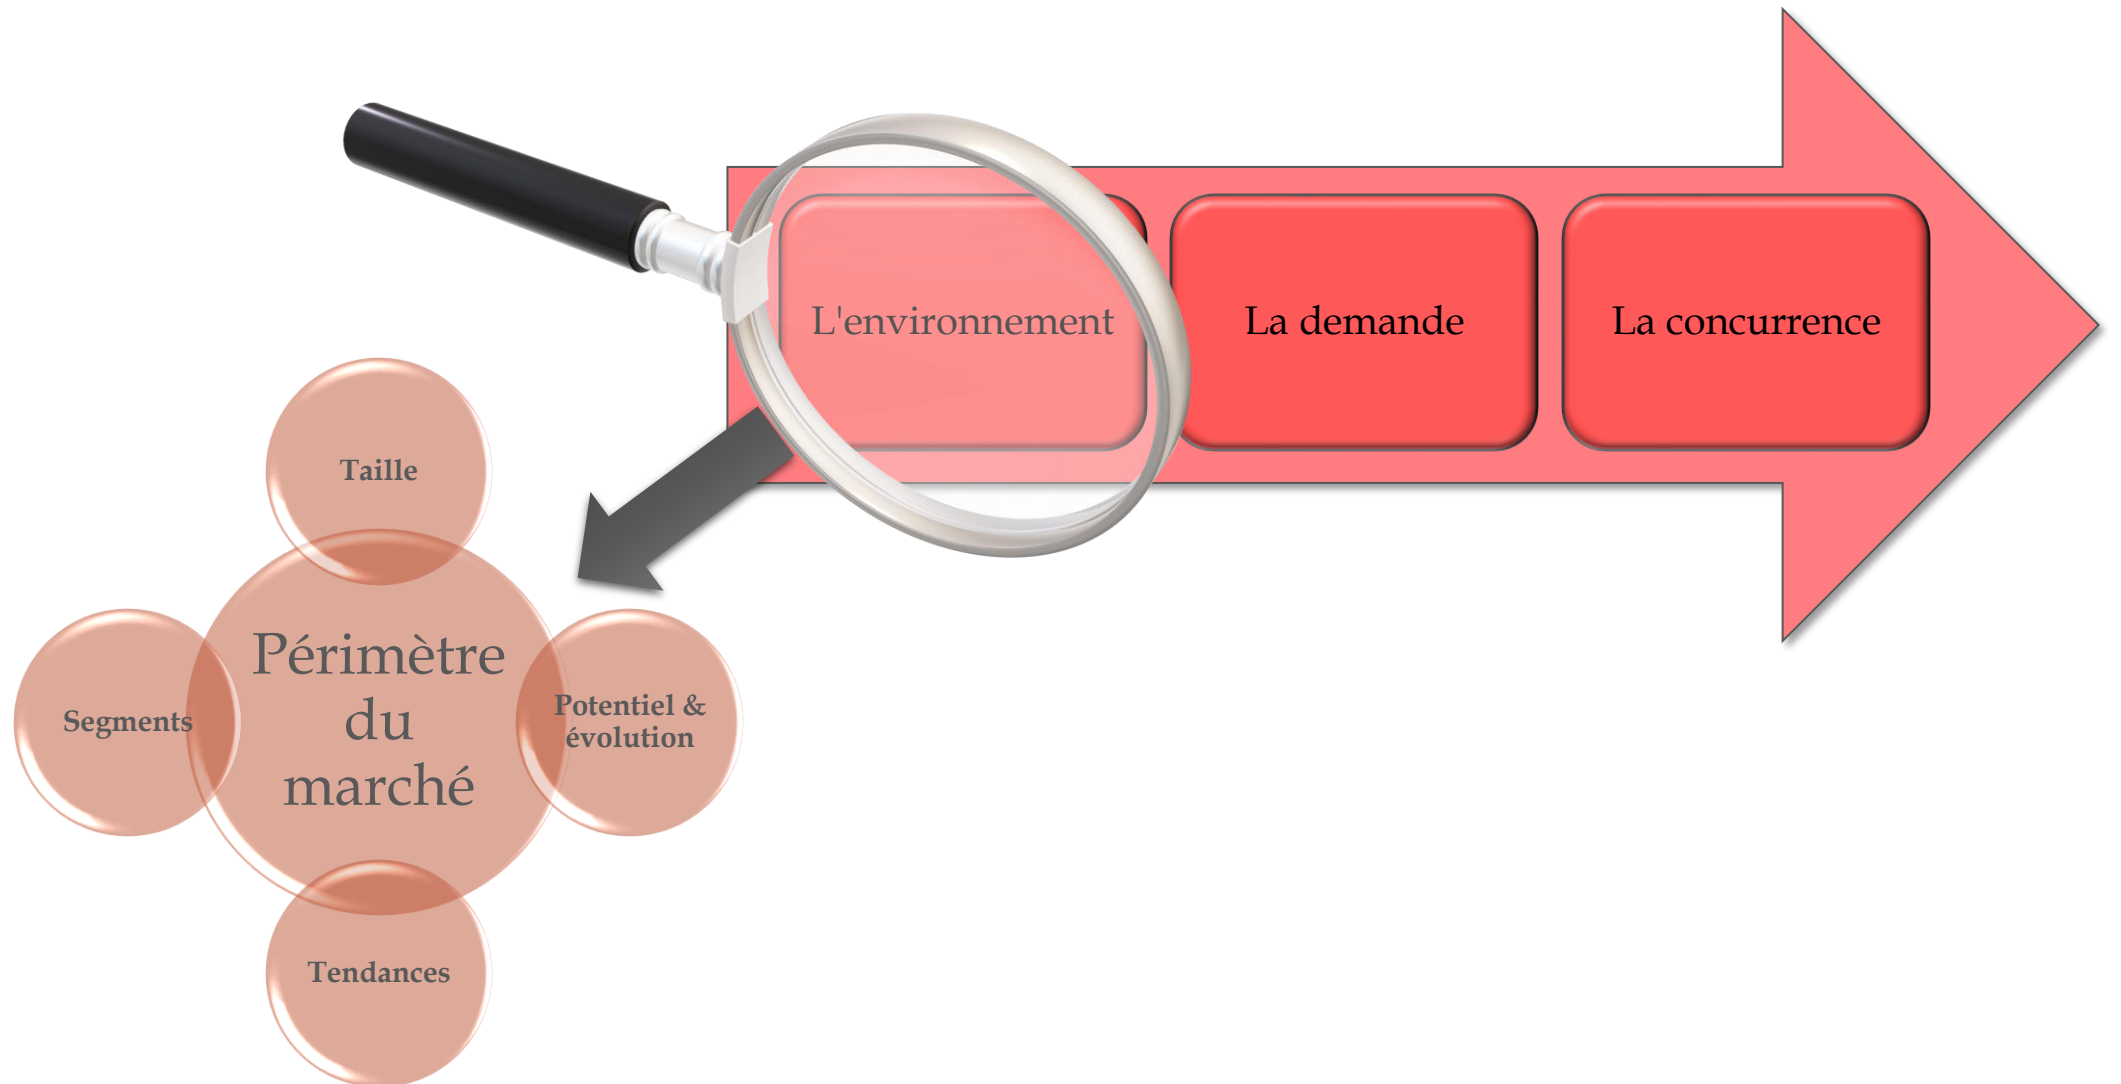 L'environnement
La demande
La concurrence
Taille
Périmètre
du
marché
Segments
Potentiel &
évolution
Tendances